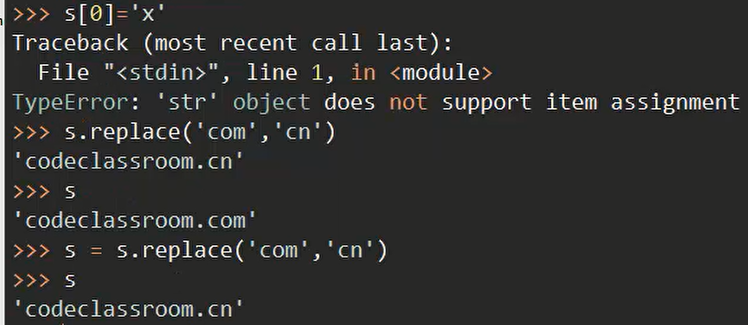 >>> s[0]='x'
Traceback (most recent call last):
  File "<stdin>", line 1, in <module>
TypeError: 'str' object does not support item assignment
>>> s.replace('com','cn')
'codeclassroom.cn'
>>> s
'codeclassroom.com'
>>> s = s.replace('com','cn')
>>> s
'codeclassroom.cn'